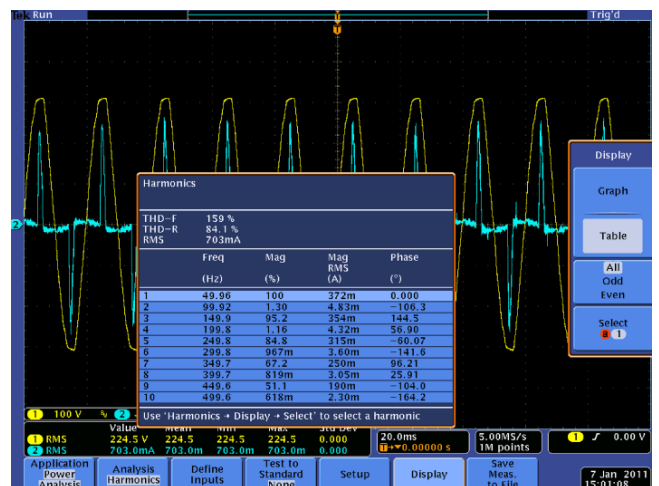 Tek Run Trig'd
Display
Graph
Table
All
Odd
Even
Select
1
Harmonics
THD-F 159 %
THD-R 84.1 %
RMS 703mA
Freq Mag Mag Phase
RMS
(Hz) (%) (A) (°)
1 49.96 100 372m 0.000
2 99.92 1.30 4.83m −106.3
3 149.9 95.2 354m 144.5
4 199.8 1.16 4.32m 56.90
5 249.8 84.8 315m −60.07
6 299.8 967m 3.60m −141.6
7 349.7 67.2 250m 96.21
8 399.7 819m 3.05m 25.91
9 449.6 51.1 190m −104.0
10 499.6 618m 2.30m −164.2
Use 'Harmonics → Display → Select' to select a harmonic
2
1 100 V 2
Value Mean Min Max Std Dev
1 RMS 224.5 V 224.5 224.5 224.5 0.000
2 RMS 703.0mA 703.0m 703.0m 703.0m 0.000
20.0ms
T→▼0.00000 s
5.00MS/s
1M points
1 0.00 V
Application
Power
Analysis
Analysis
Harmonics
Define
Inputs
Test to
Standard
None
Setup
Display
Save
Meas.
to File
7 Jan 2011
15:01:08